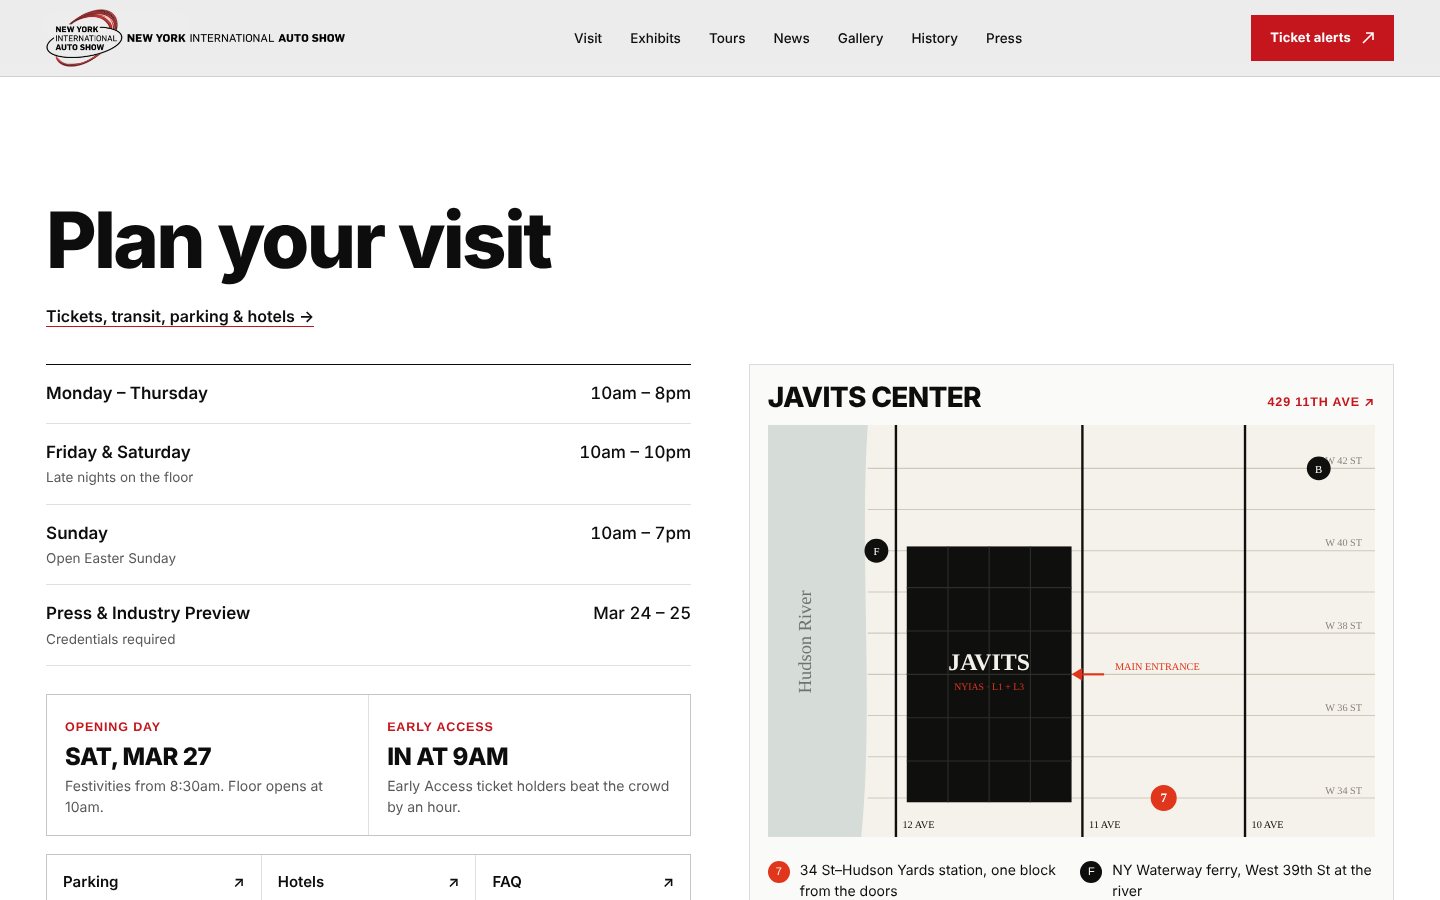 NEW YORK
INTERNATIONAL
AUTO SHOW
NEW YORK INTERNATIONAL AUTO SHOW
Visit
Exhibits
Tours
News
Gallery
History
Press
Ticket alerts ↗
Plan your visit
Tickets, transit, parking & hotels →
Monday – Thursday
10am – 8pm
Friday & Saturday
10am – 10pm
Late nights on the floor
Sunday
10am – 7pm
Open Easter Sunday
Press & Industry Preview
Mar 24 – 25
Credentials required
OPENING DAY
SAT, MAR 27
Festivities from 8:30am. Floor opens at
10am.
EARLY ACCESS
IN AT 9AM
Early Access ticket holders beat the crowd
by an hour.
Parking ↗
Hotels ↗
FAQ ↗
JAVITS CENTER
429 11TH AVE ↗
B
W 42 ST
F
W 40 ST
Hudson River
W 38 ST
JAVITS
NYIAS · L1 + L3
MAIN ENTRANCE
W 36 ST
7
W 34 ST
12 AVE
11 AVE
10 AVE
7
34 St–Hudson Yards station, one block
from the doors
F
NY Waterway ferry, West 39th St at the
river